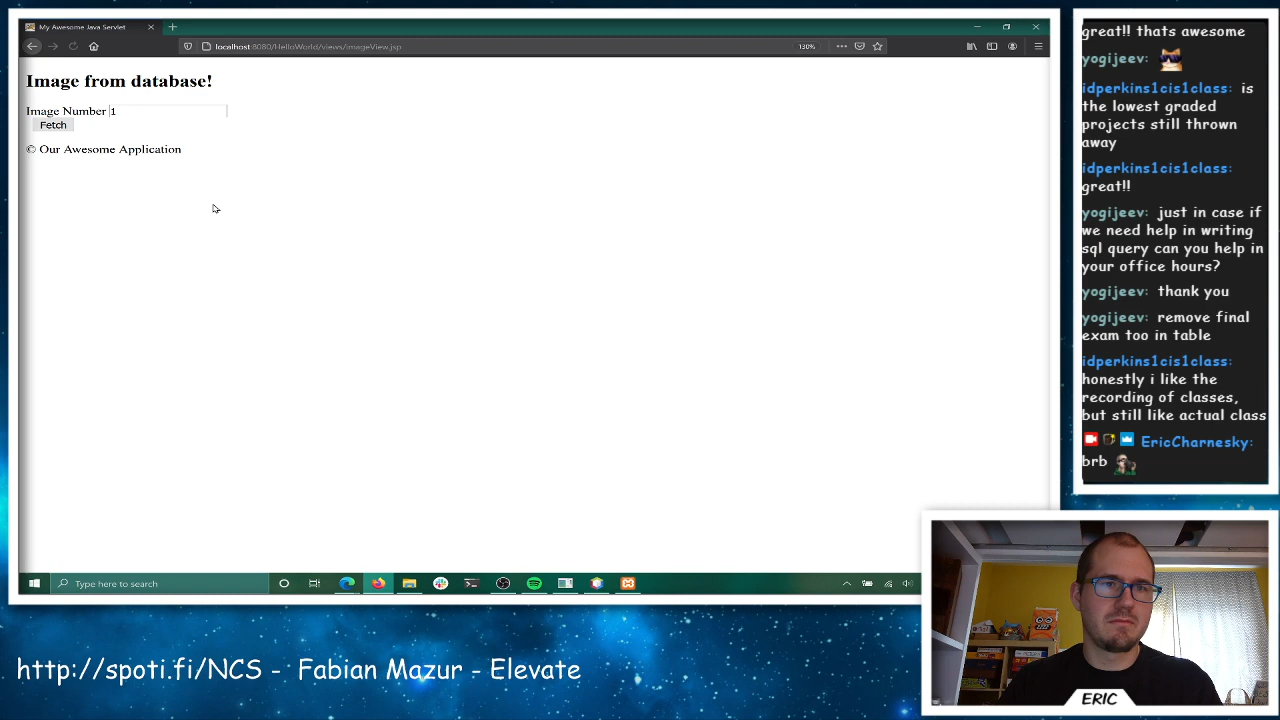 My Awesome Java Servlet
localhost:8080/HelloWorld/views/imageView.jsp
130%
Image from database!
Image Number 1
Fetch
© Our Awesome Application
Type here to search
great!! thats awesome
yogijeev:
idperkins1cis1class: is
the lowest graded
projects still thrown
away
idperkins1cis1class:
great!!
yogijeev: just in case if
we need help in writing
sql query can you help in
your office hours?
yogijeev: thank you
yogijeev: remove final
exam too in table
idperkins1cis1class:
honestly i like the
recording of classes,
but still like actual class
EricCharnesky:
brb
ERIC
http://spoti.fi/NCS - Fabian Mazur - Elevate